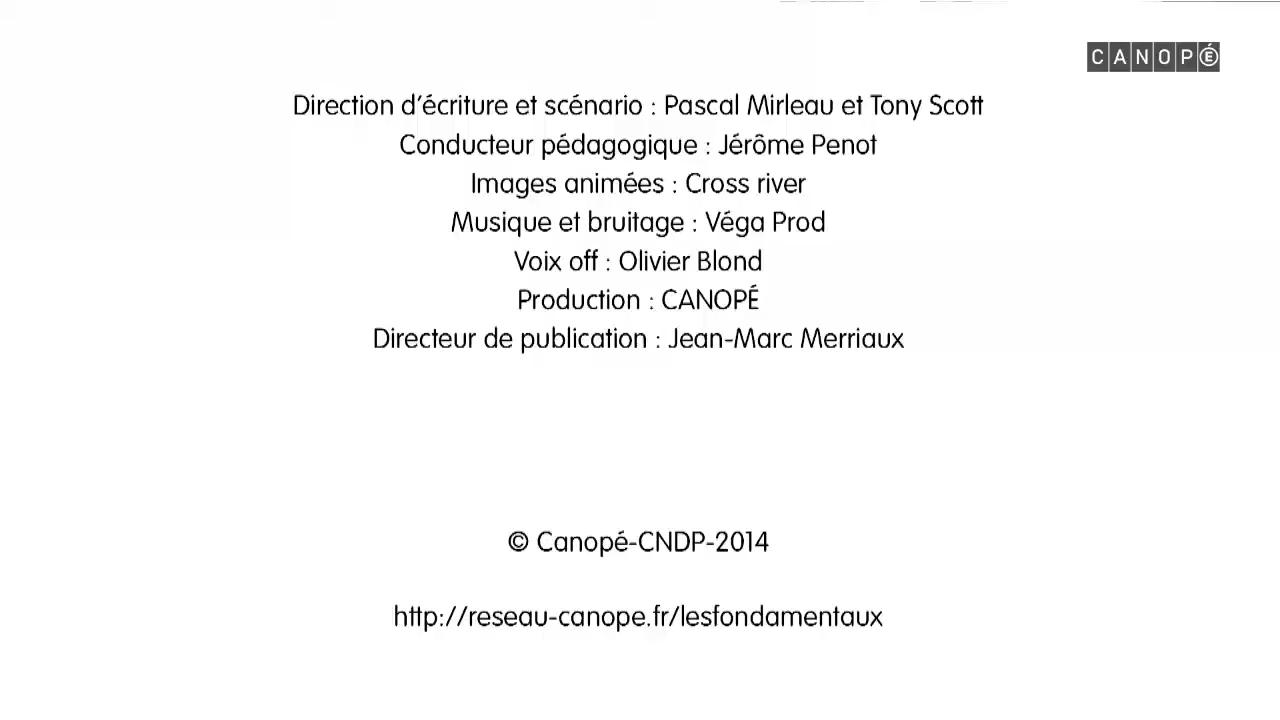 CANOPÉ
Direction d'écriture et scénario : Pascal Mirleau et Tony Scott
Conducteur pédagogique : Jérôme Penot
Images animées : Cross river
Musique et bruitage : Véga Prod
Voix off : Olivier Blond
Production : CANOPÉ
Directeur de publication : Jean-Marc Merriaux
© Canopé-CNDP-2014
http://reseau-canope.fr/lesfondamentaux